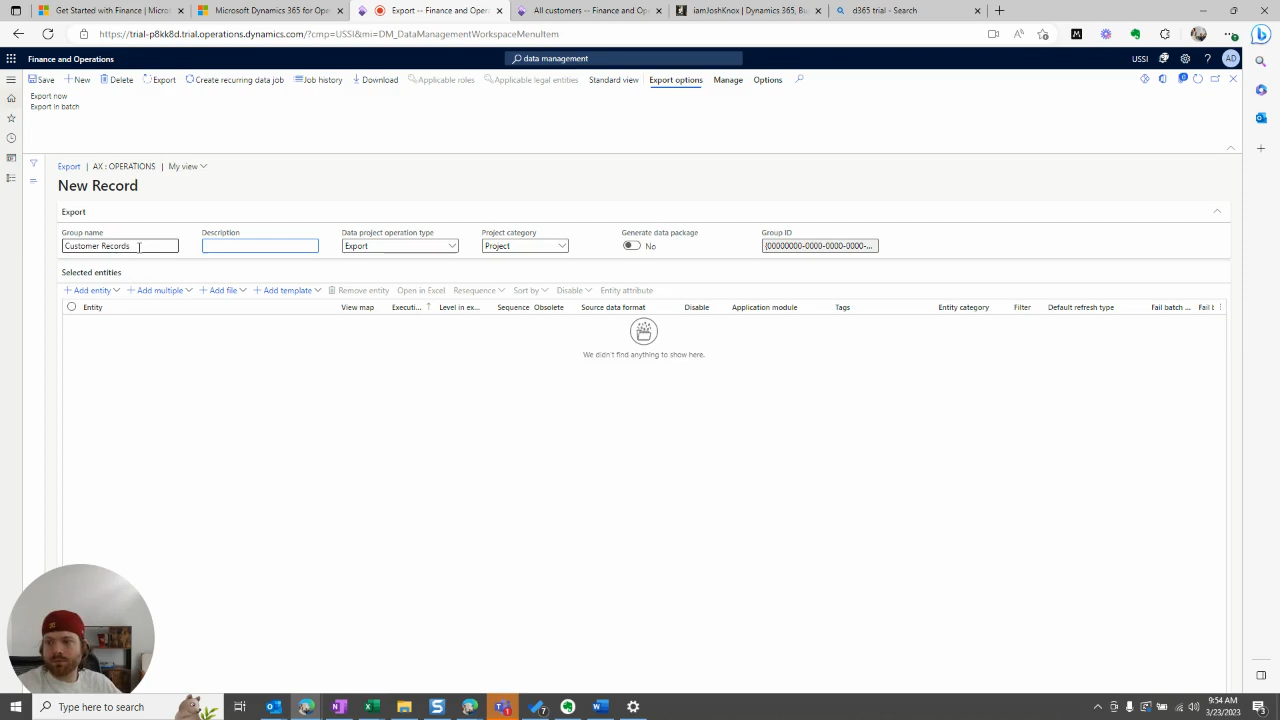 Get Started with Finance | Micros
Microsoft Dynamics 365 for Ope
Export -- Finance and Opera
All customers -- Finance and Op
iamJoshKnox | Dynamics 365, Bu
d365 trial - Search
https://trial-p8kk8d.trial.operations.dynamics.com/?cmp=USSI&mi=DM_DataManagementWorkspaceMenuItem
Finance and Operations
data management
USSI
AD
Save
New
Delete
Export
Create recurring data job
Job history
Download
Applicable roles
Applicable legal entities
Standard view
Export options
Manage
Options
Export now
Export in batch
Export | AX : OPERATIONS | My view
New Record
Export
Group name
Description
Data project operation type
Project category
Generate data package
Group ID
Customer Records
Export
Project
No
{00000000-0000-0000-0000-...
Selected entities
Add entity
Add multiple
Add file
Add template
Remove entity
Open in Excel
Resequence
Sort by
Disable
Entity attribute
Entity
View map
Executi...
Level in ex...
Sequence
Obsolete
Source data format
Disable
Application module
Tags
Entity category
Filter
Default refresh type
Fail batch ...
Fail
We didn't find anything to show here.
Type here to search
9:54 AM
3/23/2023